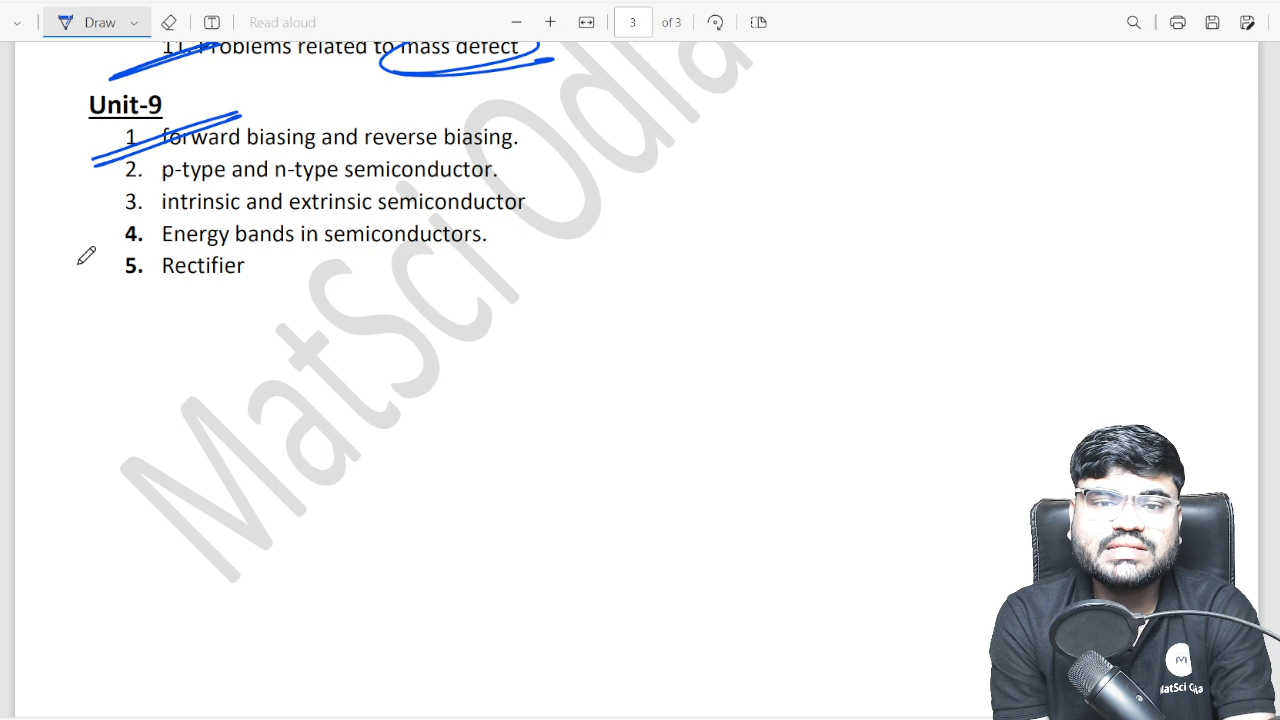 Draw
Read aloud
3 of 3
11. Problems related to mass defect
Unit-9
1. forward biasing and reverse biasing.
2. p-type and n-type semiconductor.
3. intrinsic and extrinsic semiconductor
4. Energy bands in semiconductors.
5. Rectifier
MatSci Odia
M